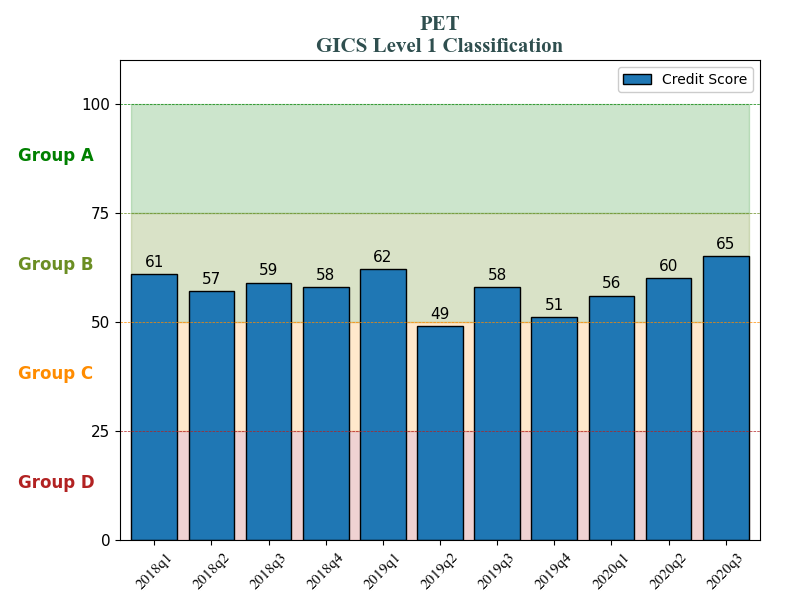 PET
GICS Level 1 Classification
Credit Score
100
Group A
75
Group B
61
57
59
58
62
49
58
51
56
60
65
50
Group C
25
Group D
0
2018q1
2018q2
2018q3
2018q4
2019q1
2019q2
2019q3
2019q4
2020q1
2020q2
2020q3